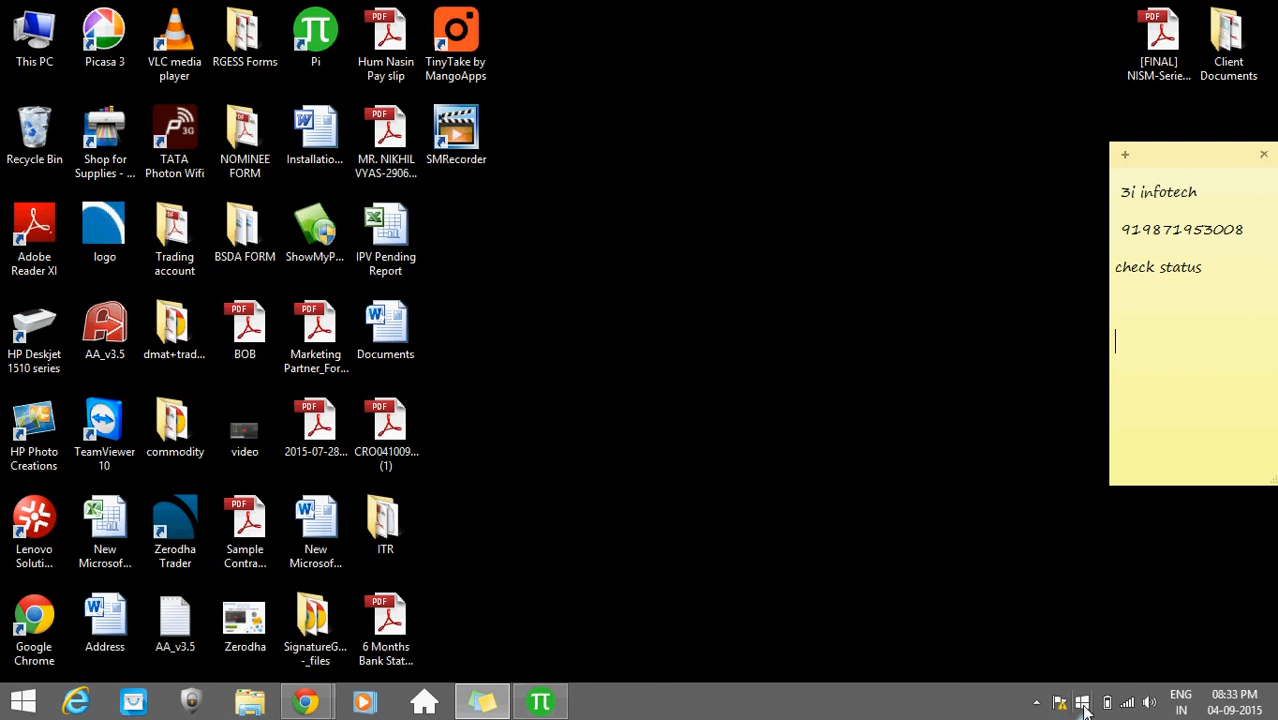 This PC
Picasa 3
VLC media
player
RGESS Forms
Pi
Hum Nasin
Pay slip
TinyTake by
MangoApps
[FINAL]
NISM-Serie...
Client
Documents
Recycle Bin
Shop for
Supplies - ...
TATA
Photon Wifi
NOMINEE
FORM
Installatio...
MR. NIKHIL
VYAS-2906...
SMRecorder
3i infotech
919871953008
check status
Adobe
Reader XI
logo
Trading
account
BSDA FORM
ShowMyP...
IPV Pending
Report
HP Deskjet
1510 series
AA_v3.5
dmat+trad...
BOB
Marketing
Partner_For...
Documents
HP Photo
Creations
TeamViewer
10
commodity
video
2015-07-28...
CRO041009...
(1)
Lenovo
Soluti...
New
Microsof...
Zerodha
Trader
Sample
Contra...
New
Microsof...
ITR
Google
Chrome
Address
AA_v3.5
Zerodha
SignatureG...
-_files
6 Months
Bank Stat...
ENG
IN
08:33 PM
04-09-2015